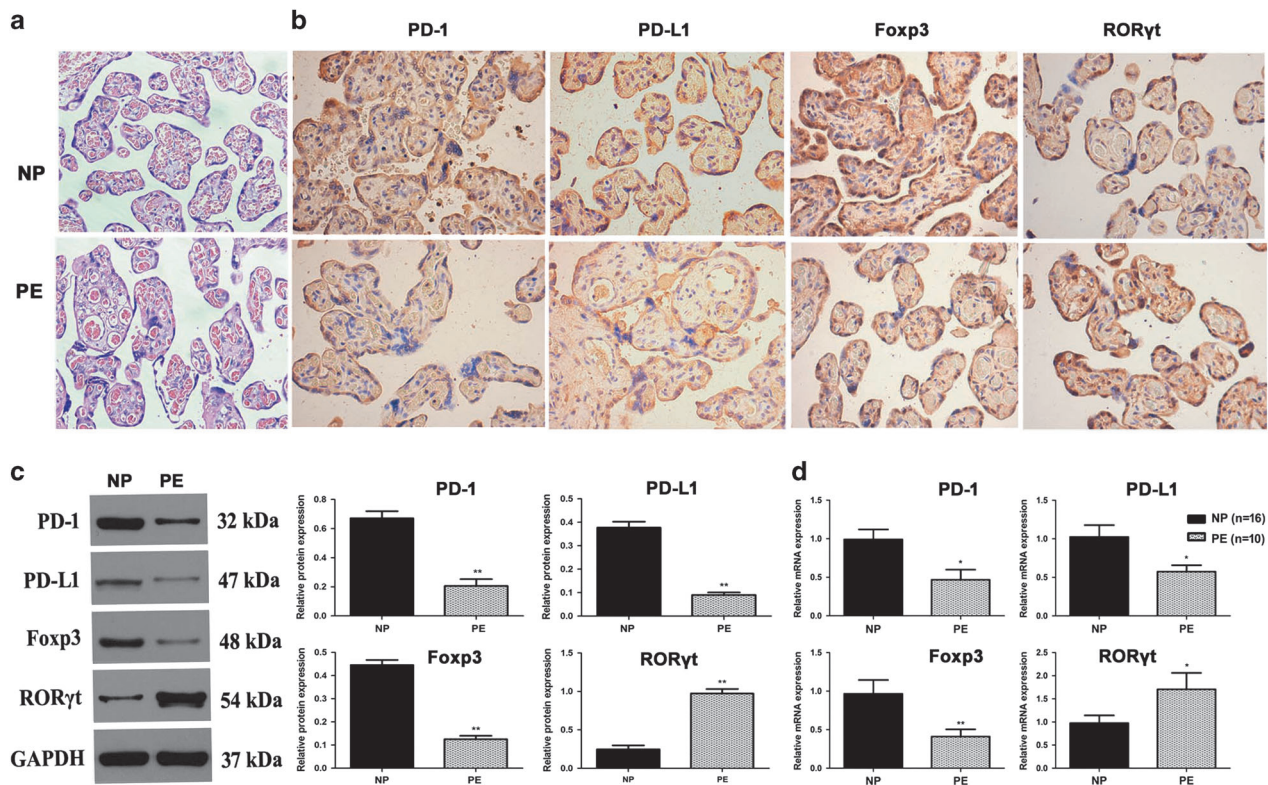 a
b
PD-1
PD-L1
Foxp3
RORγt
NP
PE
c
NP
PE
PD-1
32 kDa
PD-L1
47 kDa
Foxp3
48 kDa
RORγt
54 kDa
GAPDH
37 kDa
PD-1
Relative protein expression
0.8
0.6
0.4
0.2
0.0
**
NP
PE
PD-L1
Relative protein expression
0.5
0.4
0.3
0.2
0.1
0.0
**
NP
PE
Foxp3
Relative protein expression
0.5
0.4
0.3
0.2
0.1
0.0
**
NP
PE
RORγt
Relative protein expression
1.5
1.0
0.5
0.0
**
NP
PE
d
PD-1
Relative mRNA expression
1.5
1.0
0.5
0.0
*
NP
PE
PD-L1
Relative mRNA expression
1.5
1.0
0.5
0.0
*
NP
PE
NP (n=16)
PE (n=10)
Foxp3
Relative mRNA expression
1.5
1.0
0.5
0.0
**
NP
PE
RORγt
Relative mRNA expression
2.5
2.0
1.5
1.0
0.5
0.0
*
NP
PE